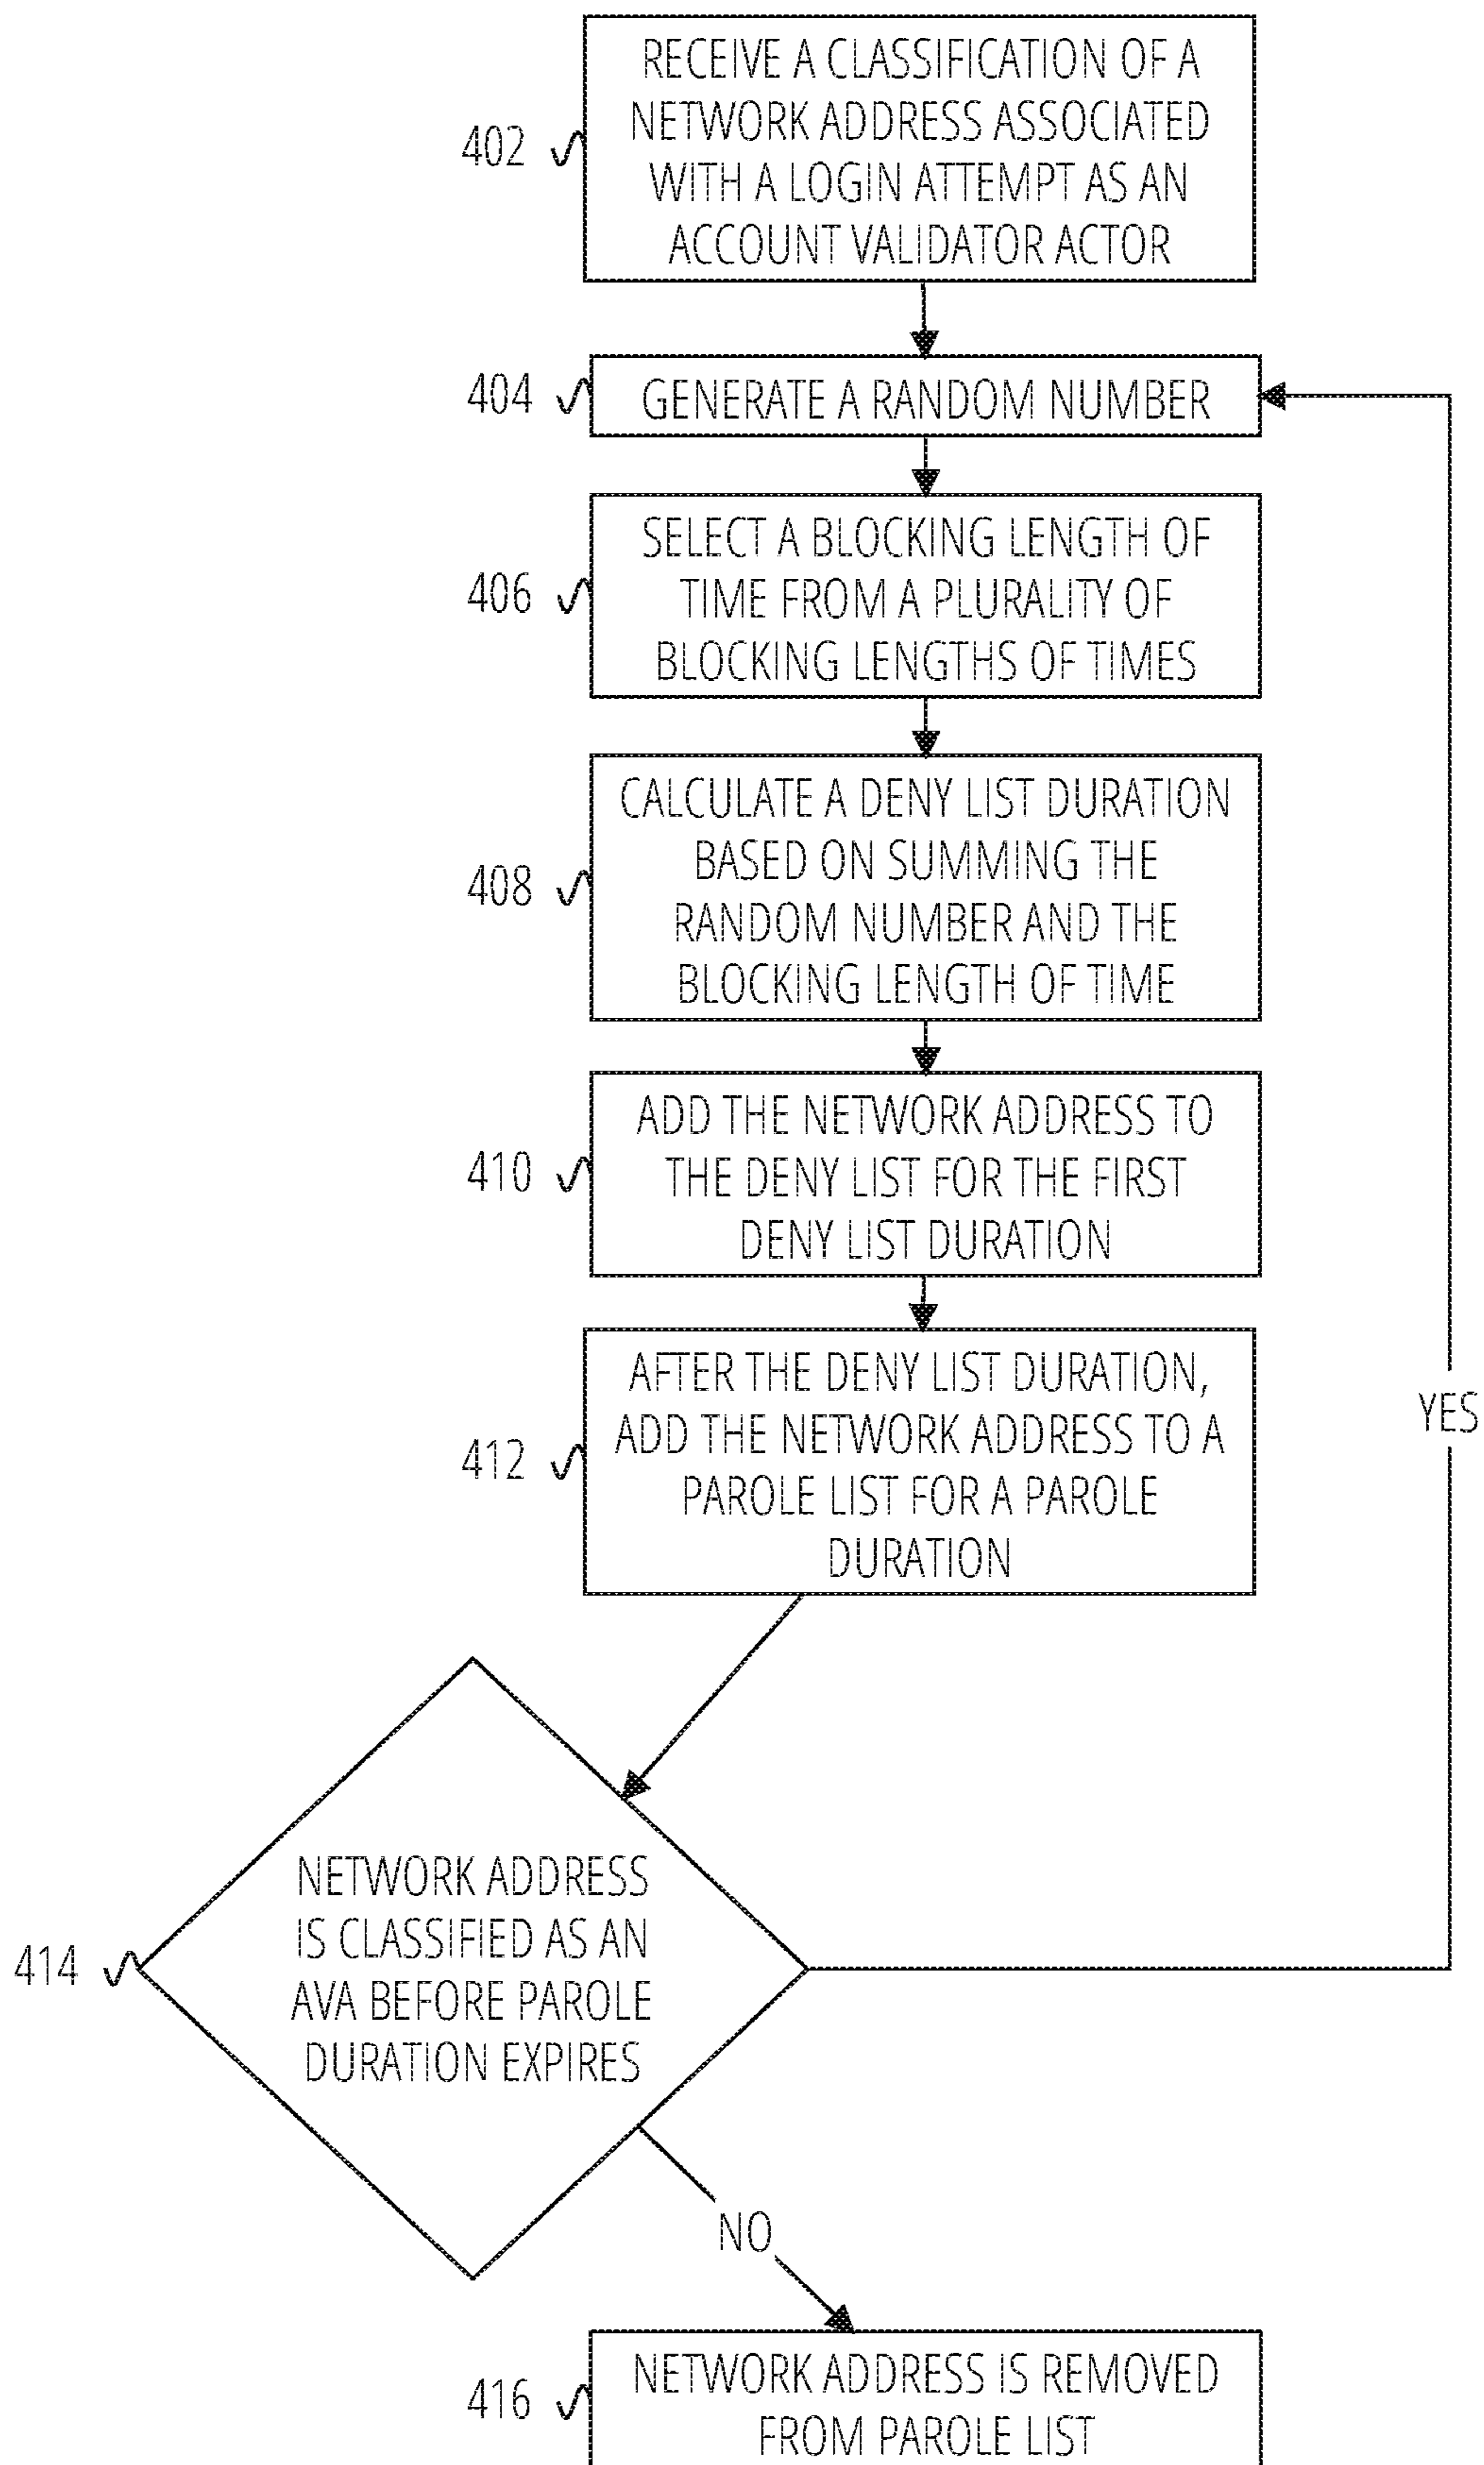 RECEIVE A CLASSIFICATION OF A
NETWORK ADDRESS ASSOCIATED
WITH A LOGIN ATTEMPT AS AN
ACCOUNT VALIDATOR ACTOR
402
GENERATE A RANDOM NUMBER
404
SELECT A BLOCKING LENGTH OF
TIME FROM A PLURALITY OF
BLOCKING LENGTHS OF TIMES
406
CALCULATE A DENY LIST DURATION
BASED ON SUMMING THE
RANDOM NUMBER AND THE
BLOCKING LENGTH OF TIME
408
ADD THE NETWORK ADDRESS TO
THE DENY LIST FOR THE FIRST
DENY LIST DURATION
410
AFTER THE DENY LIST DURATION,
ADD THE NETWORK ADDRESS TO A
PAROLE LIST FOR A PAROLE
DURATION
412
YES
NETWORK ADDRESS
IS CLASSIFIED AS AN
AVA BEFORE PAROLE
DURATION EXPIRES
414
NO
NETWORK ADDRESS IS REMOVED
FROM PAROLE LIST
416